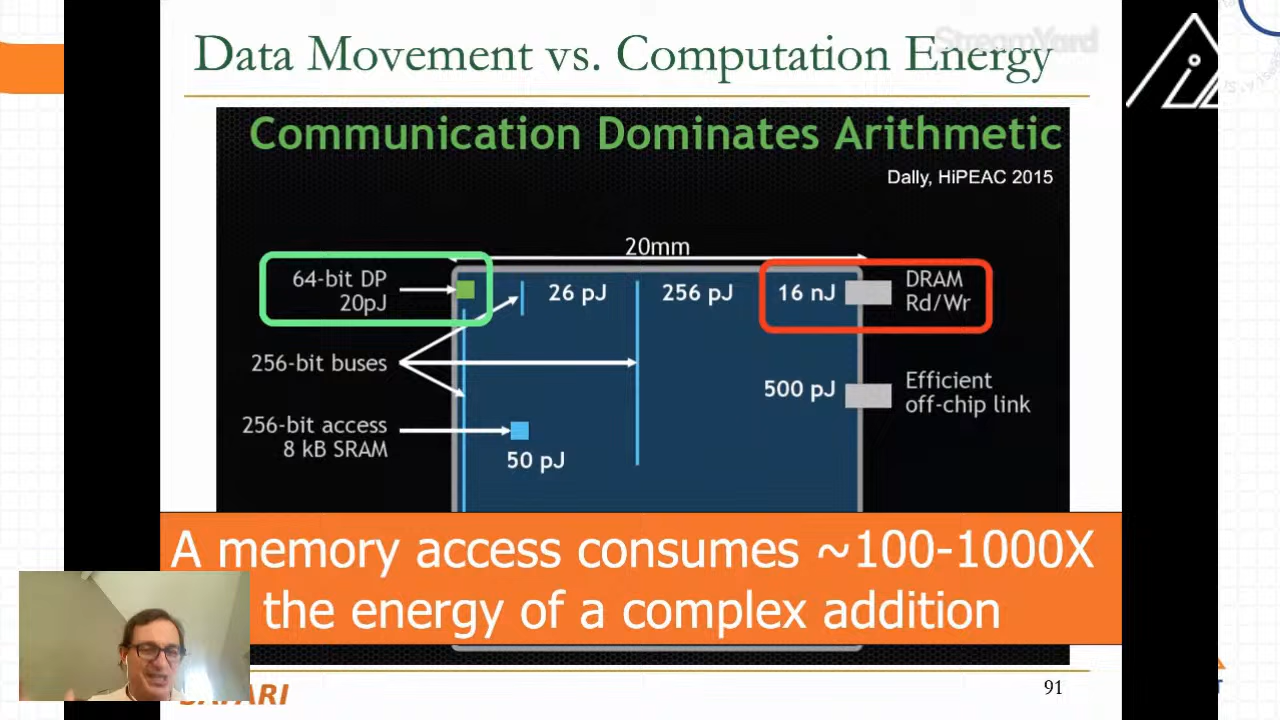 Data Movement vs. Computation Energy
StreamYard
Communication Dominates Arithmetic
Dally, HiPEAC 2015
20mm
64-bit DP
20pJ
26 pJ
256 pJ
16 nJ
DRAM
Rd/Wr
256-bit buses
500 pJ
Efficient
off-chip link
256-bit access
8 kB SRAM
50 pJ
A memory access consumes ~100-1000X
the energy of a complex addition
SAFARI
91